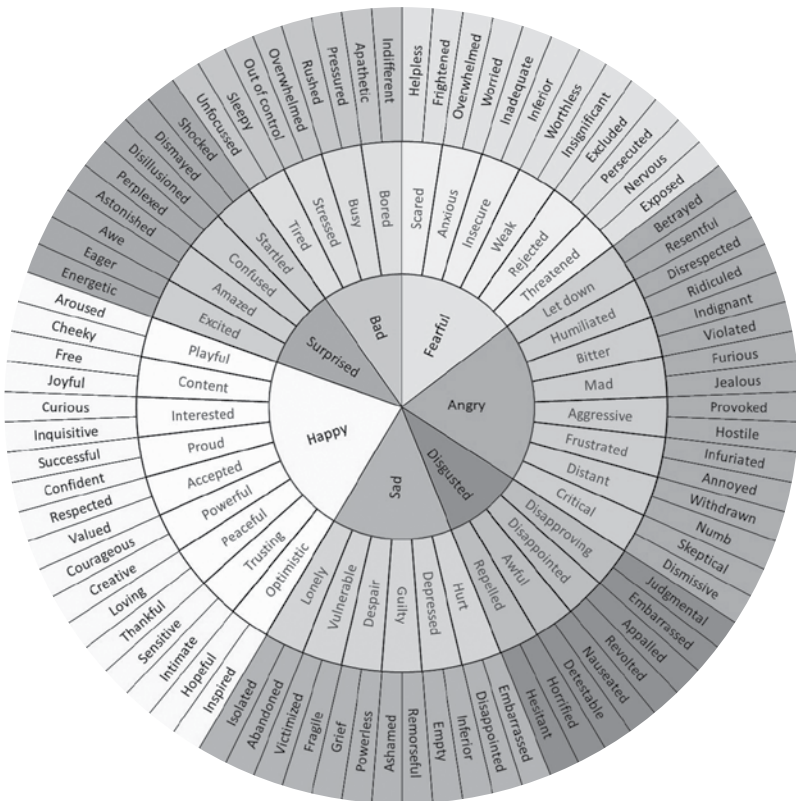 Fearful
Angry
Disgusted
Sad
Happy
Surprised
Bad
Scared
Anxious
Insecure
Weak
Rejected
Threatened
Let down
Humiliated
Bitter
Mad
Aggressive
Frustrated
Distant
Critical
Disapproving
Disappointed
Awful
Repelled
Hurt
Depressed
Guilty
Despair
Vulnerable
Lonely
Optimistic
Trusting
Peaceful
Powerful
Accepted
Proud
Interested
Content
Playful
Excited
Amazed
Confused
Startled
Tired
Stressed
Busy
Bored
Helpless
Frightened
Overwhelmed
Worried
Inadequate
Inferior
Worthless
Insignificant
Excluded
Persecuted
Nervous
Exposed
Betrayed
Resentful
Disrespected
Ridiculed
Indignant
Violated
Furious
Jealous
Provoked
Hostile
Infuriated
Annoyed
Withdrawn
Numb
Skeptical
Dismissive
Judgmental
Embarrassed
Appalled
Revolted
Nauseated
Detestable
Horrified
Hesitant
Embarrassed
Disappointed
Inferior
Empty
Remorseful
Ashamed
Powerless
Grief
Fragile
Victimized
Abandoned
Isolated
Inspired
Hopeful
Intimate
Sensitive
Thankful
Loving
Creative
Courageous
Valued
Respected
Confident
Successful
Inquisitive
Curious
Joyful
Free
Cheeky
Aroused
Energetic
Eager
Awe
Astonished
Perplexed
Disillusioned
Dismayed
Shocked
Unfocussed
Sleepy
Out of control
Overwhelmed
Rushed
Pressured
Apathetic
Indifferent